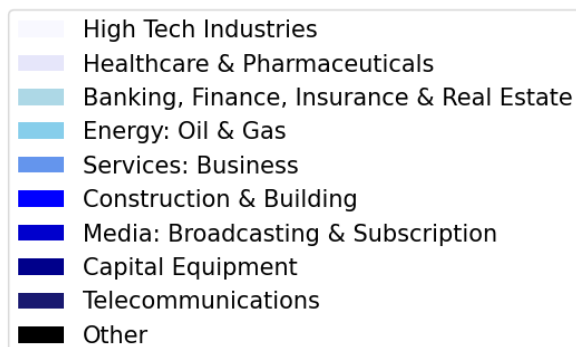 High Tech Industries
Healthcare & Pharmaceuticals
Banking, Finance, Insurance & Real Estate
Energy: Oil & Gas
Services: Business
Construction & Building
Media: Broadcasting & Subscription
Capital Equipment
Telecommunications
Other